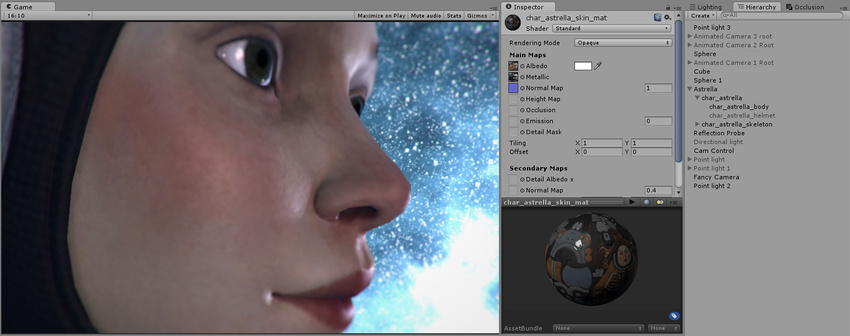 Game
16:10
Maximize on Play Mute audio Stats Gizmos
Inspector
char_astrella_skin_mat
Shader Standard
Rendering Mode Opaque
Main Maps
Albedo
Metallic
Normal Map 1
Height Map
Occlusion
Emission 0
Detail Mask
Tiling X 1 Y 1
Offset X 0 Y 0
Secondary Maps
Detail Albedo x
Normal Map 0.4
char_astrella_skin_mat
AssetBundle None None
Lighting Hierarchy Occlusion
Create All
Point light 3
Animated Camera 3 root
Animated Camera 2 Root
Sphere
Animated Camera 1 Root
Cube
Sphere 1
Astrella
char_astrella
char_astrella_body
char_astrella_helmet
char_astrella_skeleton
Reflection Probe
Directional light
Cam Control
Point light
Point light 1
Fancy Camera
Point light 2